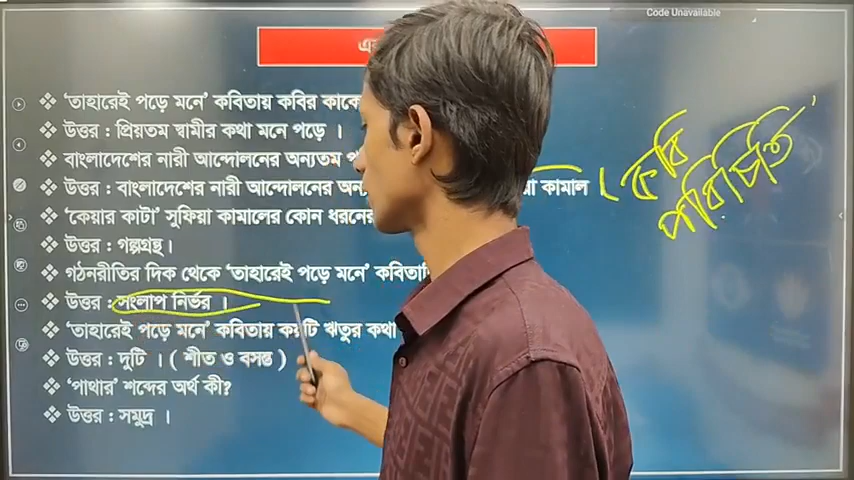 Code Unavailable
❖ 'তাহারেই পড়ে মনে' কবিতায় কবির কাকে
❖ উত্তর : প্রিয়তম স্বামীর কথা মনে পড়ে ।
❖ বাংলাদেশের নারী আন্দোলনের অন্যতম
❖ উত্তর : বাংলাদেশের নারী আন্দোলনের কামাল
❖ 'কেয়ার কাটা' সুফিয়া কামালের কোন ধরনের
❖ উত্তর : গল্পগ্রন্থ।
❖ গঠনরীতির দিক থেকে 'তাহারেই পড়ে মনে'
❖ উত্তর : সংলাপ নির্ভর ।
❖ 'তাহারেই পড়ে মনে' কবিতায় কয়টি ঋতুর কথা
❖ উত্তর : দুটি । ( শীত ও বসন্ত )
❖ 'পাথার' শব্দের অর্থ কী?
❖ উত্তর : সমুদ্র ।
কবি
পরিচিতি